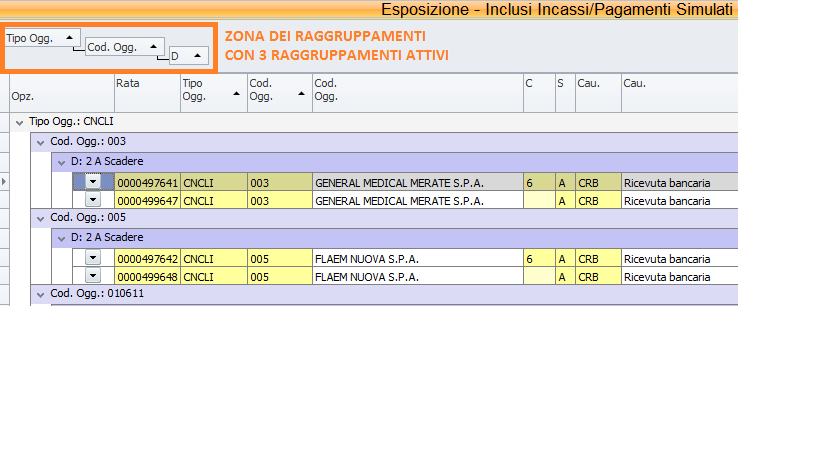 Esposizione - Inclusi Incassi/Pagamenti Simulati
Tipo Ogg.
Cod. Ogg.
D
ZONA DEI RAGGRUPPAMENTI
CON 3 RAGGRUPPAMENTI ATTIVI
Opz. Rata Tipo Ogg. Cod. Ogg. Cod. Ogg. C S Cau. Cau.
Tipo Ogg.: CNCLI
Cod. Ogg.: 003
D: 2 A Scadere
0000497641 CNCLI 003 GENERAL MEDICAL MERATE S.P.A. 6 A CRB Ricevuta bancaria
0000499647 CNCLI 003 GENERAL MEDICAL MERATE S.P.A. A CRB Ricevuta bancaria
Cod. Ogg.: 005
D: 2 A Scadere
0000497642 CNCLI 005 FLAEM NUOVA S.P.A. 6 A CRB Ricevuta bancaria
0000499648 CNCLI 005 FLAEM NUOVA S.P.A. A CRB Ricevuta bancaria
Cod. Ogg.: 010611